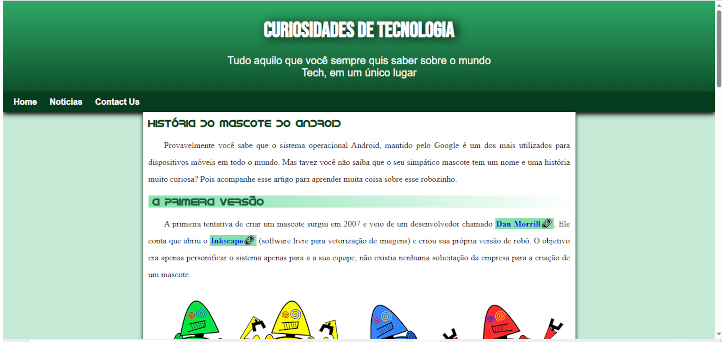 CURIOSIDADES DE TECNOLOGIA
Tudo aquilo que você sempre quis saber sobre o mundo
Tech, em um único lugar
Home Notícias Contact Us
HISTÓRIA DO MASCOTE DO ANDROID
Provavelmente você sabe que o sistema operacional Android, mantido pelo Google é um dos mais utilizados para
dispositivos móveis em todo o mundo. Mas tavez você não saiba que o seu simpático mascote tem um nome e uma história
muito curiosa? Pois acompanhe esse artigo para aprender muita coisa sobre esse robozinho.
A PRIMEIRA VERSÃO
A primeira tentativa de criar um mascote surgiu em 2007 e veio de um desenvolvedor chamado Dan Morrill. Ele
conta que abriu o Inkscape (software livre para vetorização de imagens) e criou sua própria versão de robô. O objetivo
era apenas personificar o sistema apenas para a a sua equipe, não existia nenhuma solicitação da empresa para a criação de
um mascote.